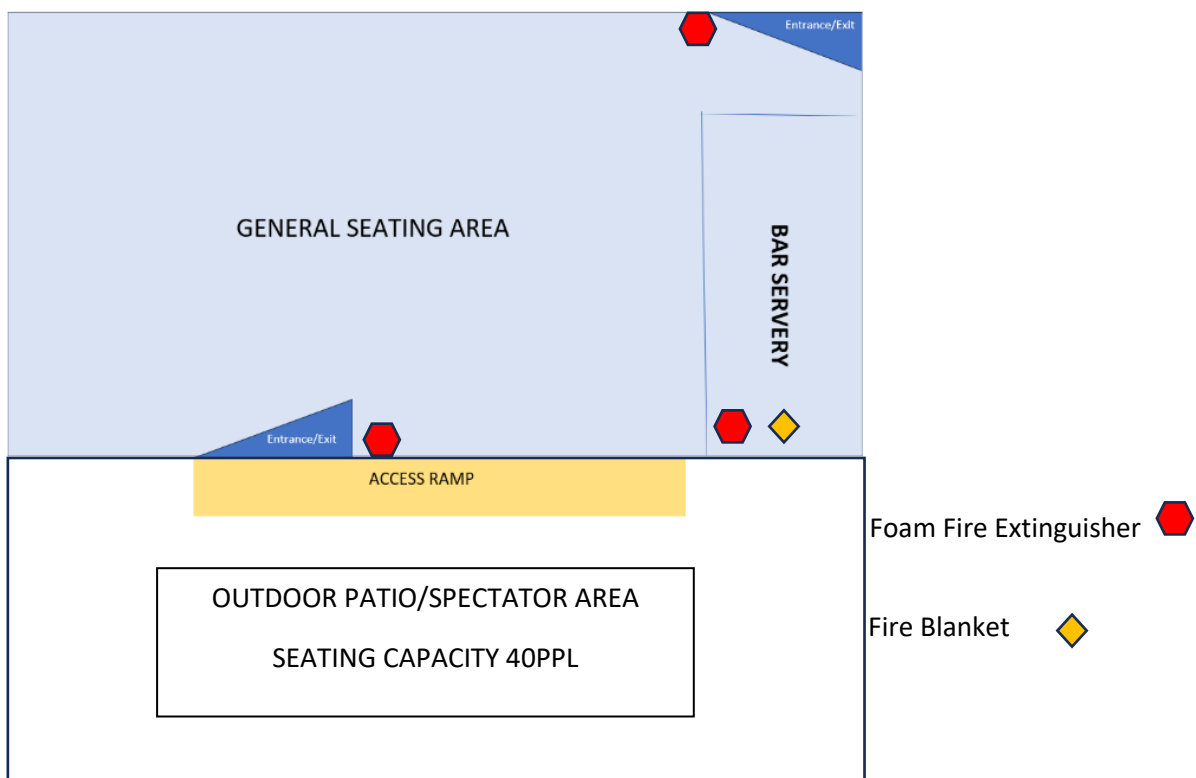 Entrance/Exit
GENERAL SEATING AREA
BAR SERVERY
Entrance/Exit
ACCESS RAMP
Foam Fire Extinguisher
OUTDOOR PATIO/SPECTATOR AREA
SEATING CAPACITY 40PPL
Fire Blanket